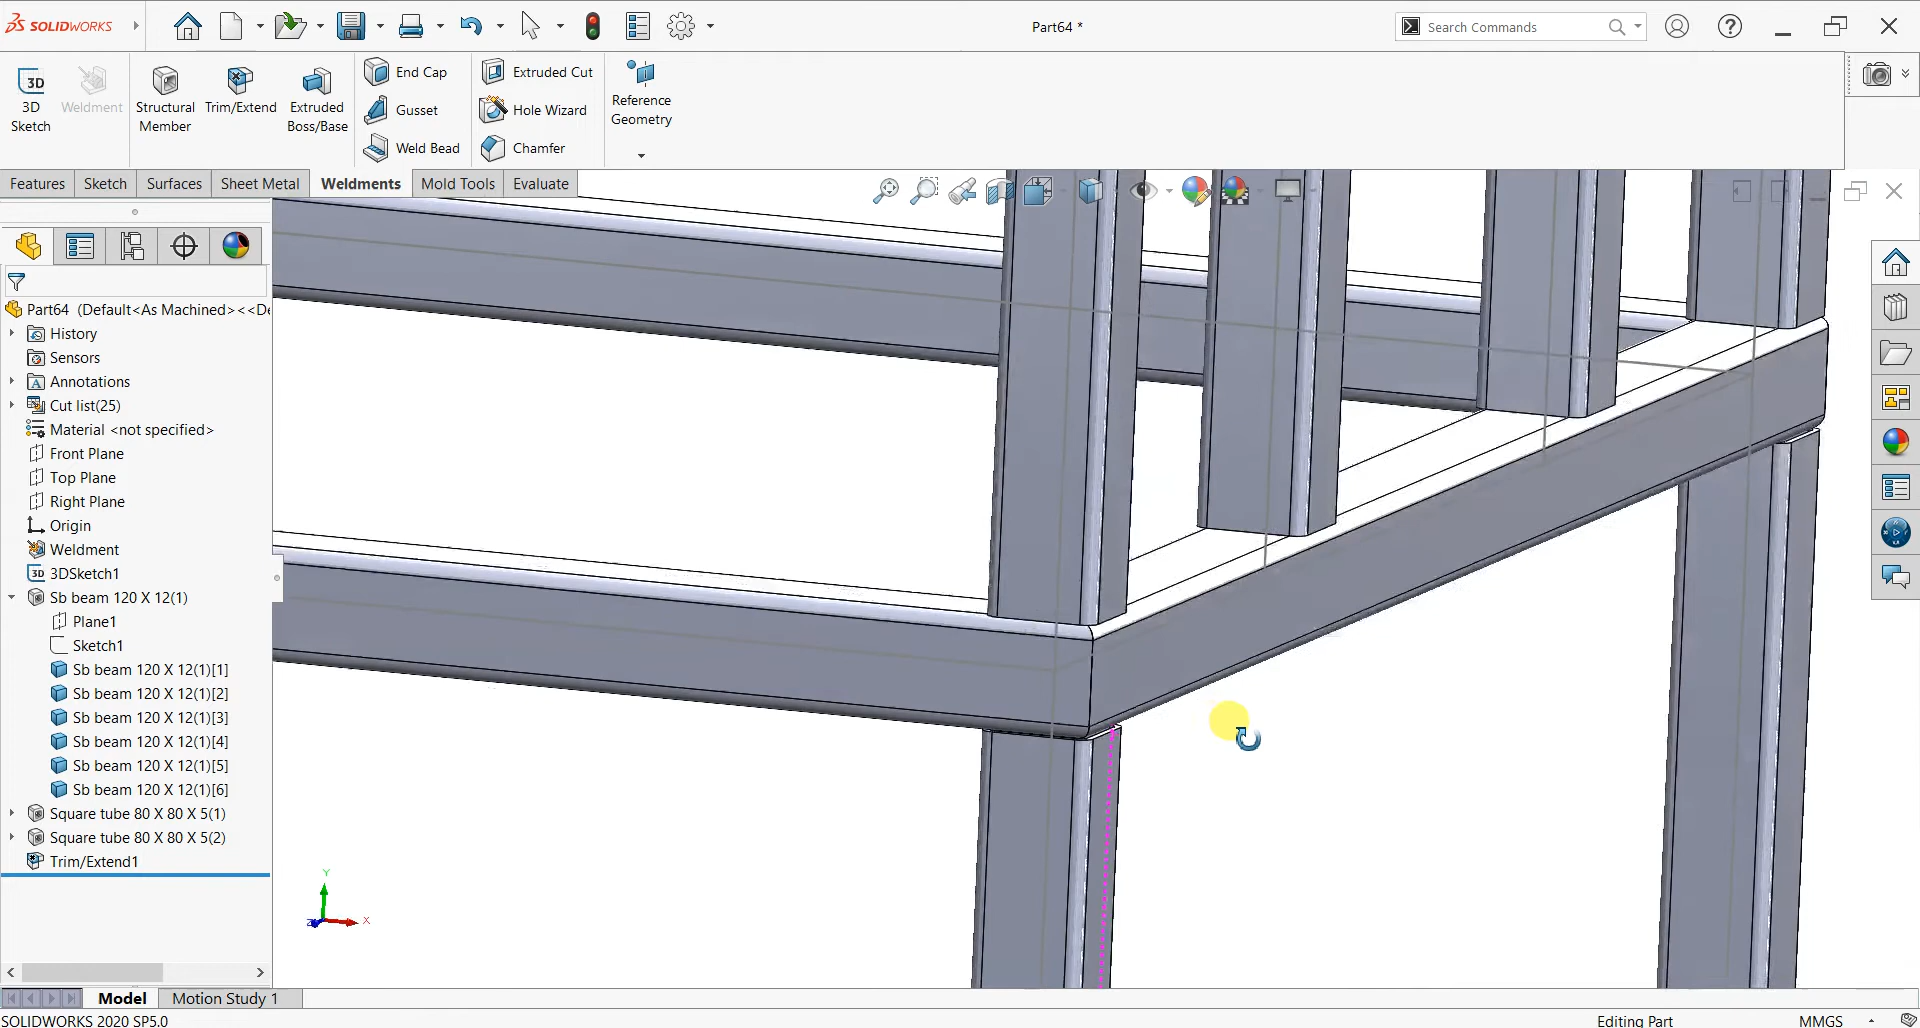 SOLIDWORKS
Part64 *
Search Commands
3D Sketch
Weldment
Structural Member
Trim/Extend
Extruded Boss/Base
End Cap
Gusset
Weld Bead
Extruded Cut
Hole Wizard
Chamfer
Reference Geometry
Features
Sketch
Surfaces
Sheet Metal
Weldments
Mold Tools
Evaluate
Part64 (Default<As Machined><<De
History
Sensors
Annotations
Cut list(25)
Material <not specified>
Front Plane
Top Plane
Right Plane
Origin
Weldment
3DSketch1
Sb beam 120 X 12(1)
Plane1
Sketch1
Sb beam 120 X 12(1)[1]
Sb beam 120 X 12(1)[2]
Sb beam 120 X 12(1)[3]
Sb beam 120 X 12(1)[4]
Sb beam 120 X 12(1)[5]
Sb beam 120 X 12(1)[6]
Square tube 80 X 80 X 5(1)
Square tube 80 X 80 X 5(2)
Trim/Extend1
Y
X
Z
Model
Motion Study 1
SOLIDWORKS 2020 SP5.0
Editing Part
MMGS